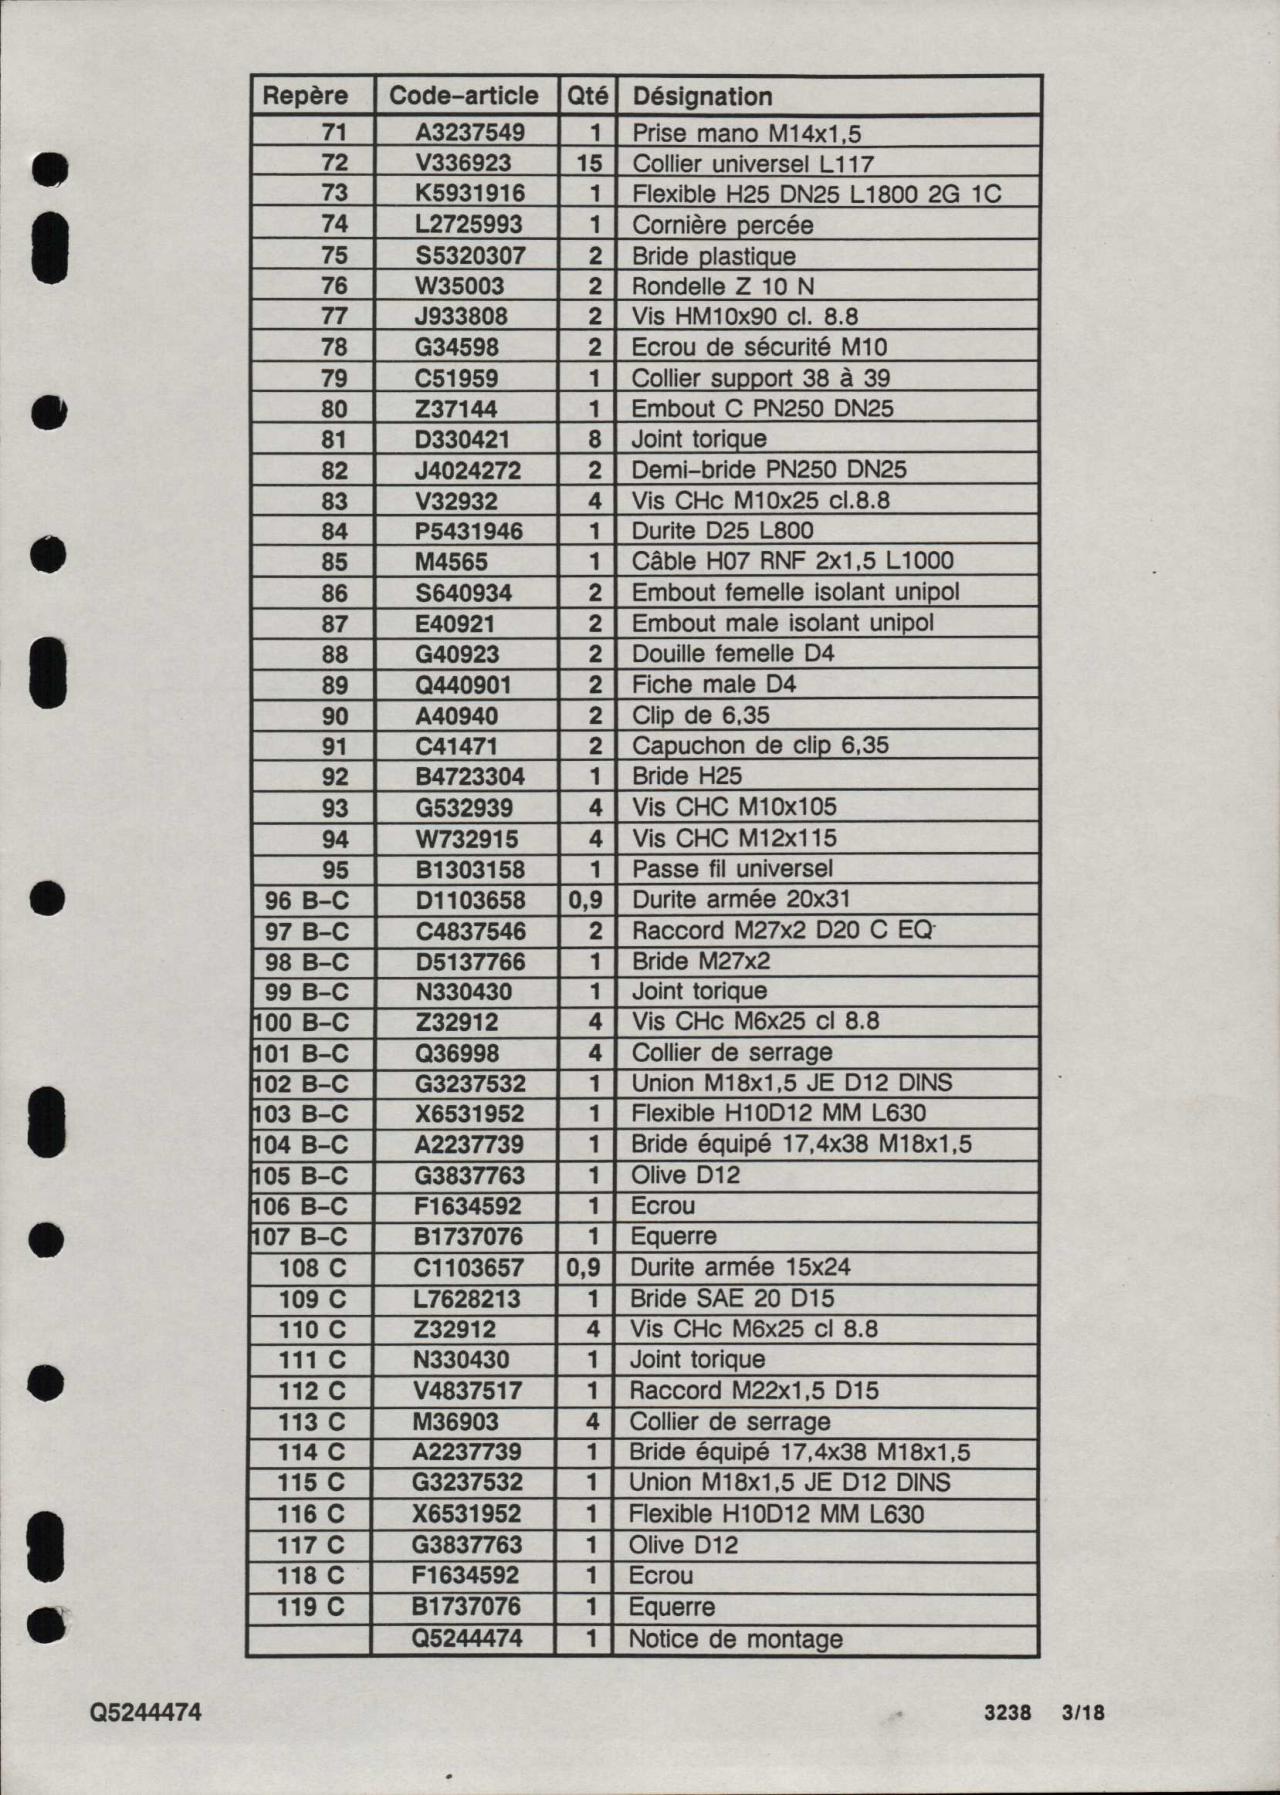 Repère Code-article Qté Désignation
71 A3237549 1 Prise mano M14x1,5
72 V336923 15 Collier universel L117
73 K5931916 1 Flexible H25 DN25 L1800 2G 1C
74 L2725993 1 Cornière percée
75 S5320307 2 Bride plastique
76 W35003 2 Rondelle Z 10 N
77 J933808 2 Vis HM10x90 cl. 8.8
78 G34598 2 Ecrou de sécurité M10
79 C51959 1 Collier support 38 à 39
80 Z37144 1 Embout C PN250 DN25
81 D330421 8 Joint torique
82 J4024272 2 Demi-bride PN250 DN25
83 V32932 4 Vis CHc M10x25 cl.8.8
84 P5431946 1 Durite D25 L800
85 M4565 1 Câble H07 RNF 2x1,5 L1000
86 S640934 2 Embout femelle isolant unipol
87 E40921 2 Embout male isolant unipol
88 G40923 2 Douille femelle D4
89 Q440901 2 Fiche male D4
90 A40940 2 Clip de 6,35
91 C41471 2 Capuchon de clip 6,35
92 B4723304 1 Bride H25
93 G532939 4 Vis CHC M10x105
94 W732915 4 Vis CHC M12x115
95 B1303158 1 Passe fil universel
96 B-C D1103658 0,9 Durite armée 20x31
97 B-C C4837546 2 Raccord M27x2 D20 C EQ
98 B-C D5137766 1 Bride M27x2
99 B-C N330430 1 Joint torique
100 B-C Z32912 4 Vis CHc M6x25 cl 8.8
101 B-C Q36998 4 Collier de serrage
102 B-C G3237532 1 Union M18x1,5 JE D12 DINS
103 B-C X6531952 1 Flexible H10D12 MM L630
104 B-C A2237739 1 Bride équipé 17,4x38 M18x1,5
105 B-C G3837763 1 Olive D12
106 B-C F1634592 1 Ecrou
107 B-C B1737076 1 Equerre
108 C C1103657 0,9 Durite armée 15x24
109 C L7628213 1 Bride SAE 20 D15
110 C Z32912 4 Vis CHc M6x25 cl 8.8
111 C N330430 1 Joint torique
112 C V4837517 1 Raccord M22x1,5 D15
113 C M36903 4 Collier de serrage
114 C A2237739 1 Bride équipé 17,4x38 M18x1,5
115 C G3237532 1 Union M18x1,5 JE D12 DINS
116 C X6531952 1 Flexible H10D12 MM L630
117 C G3837763 1 Olive D12
118 C F1634592 1 Ecrou
119 C B1737076 1 Equerre
Q5244474 1 Notice de montage
Q5244474 3238 3/18